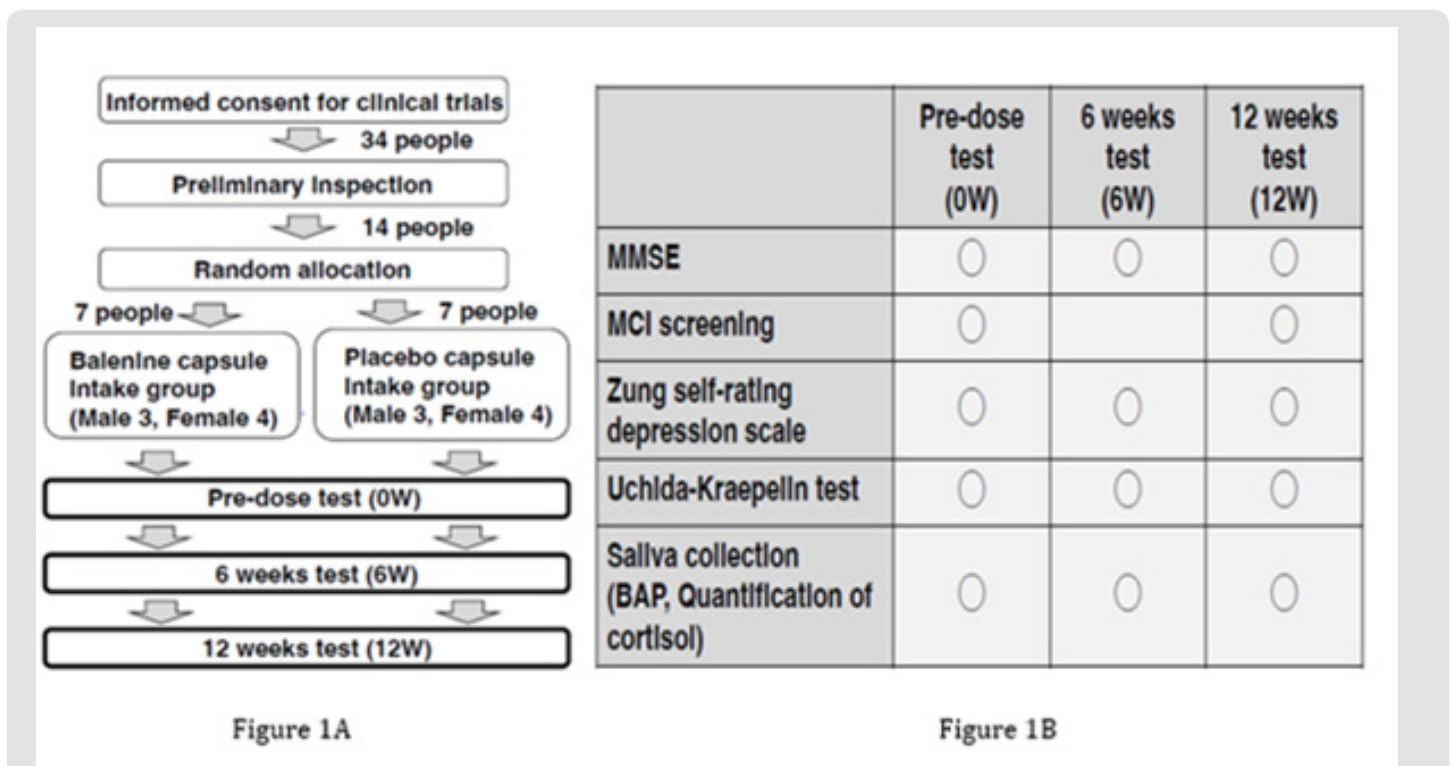 Informed consent for clinical trials
34 people
Preliminary Inspection
14 people
Random allocation
7 people
7 people
Balenine capsule
Intake group
(Male 3, Female 4)
Placebo capsule
Intake group
(Male 3, Female 4)
Pre-dose test (0W)
6 weeks test (6W)
12 weeks test (12W)
Figure 1A
Pre-dose
test
(0W)
6 weeks
test
(6W)
12 weeks
test
(12W)
MMSE
MCI screening
Zung self-rating
depression scale
Uchida-Kraepelin test
Saliva collection
(BAP, Quantification of
cortisol)
Figure 1B